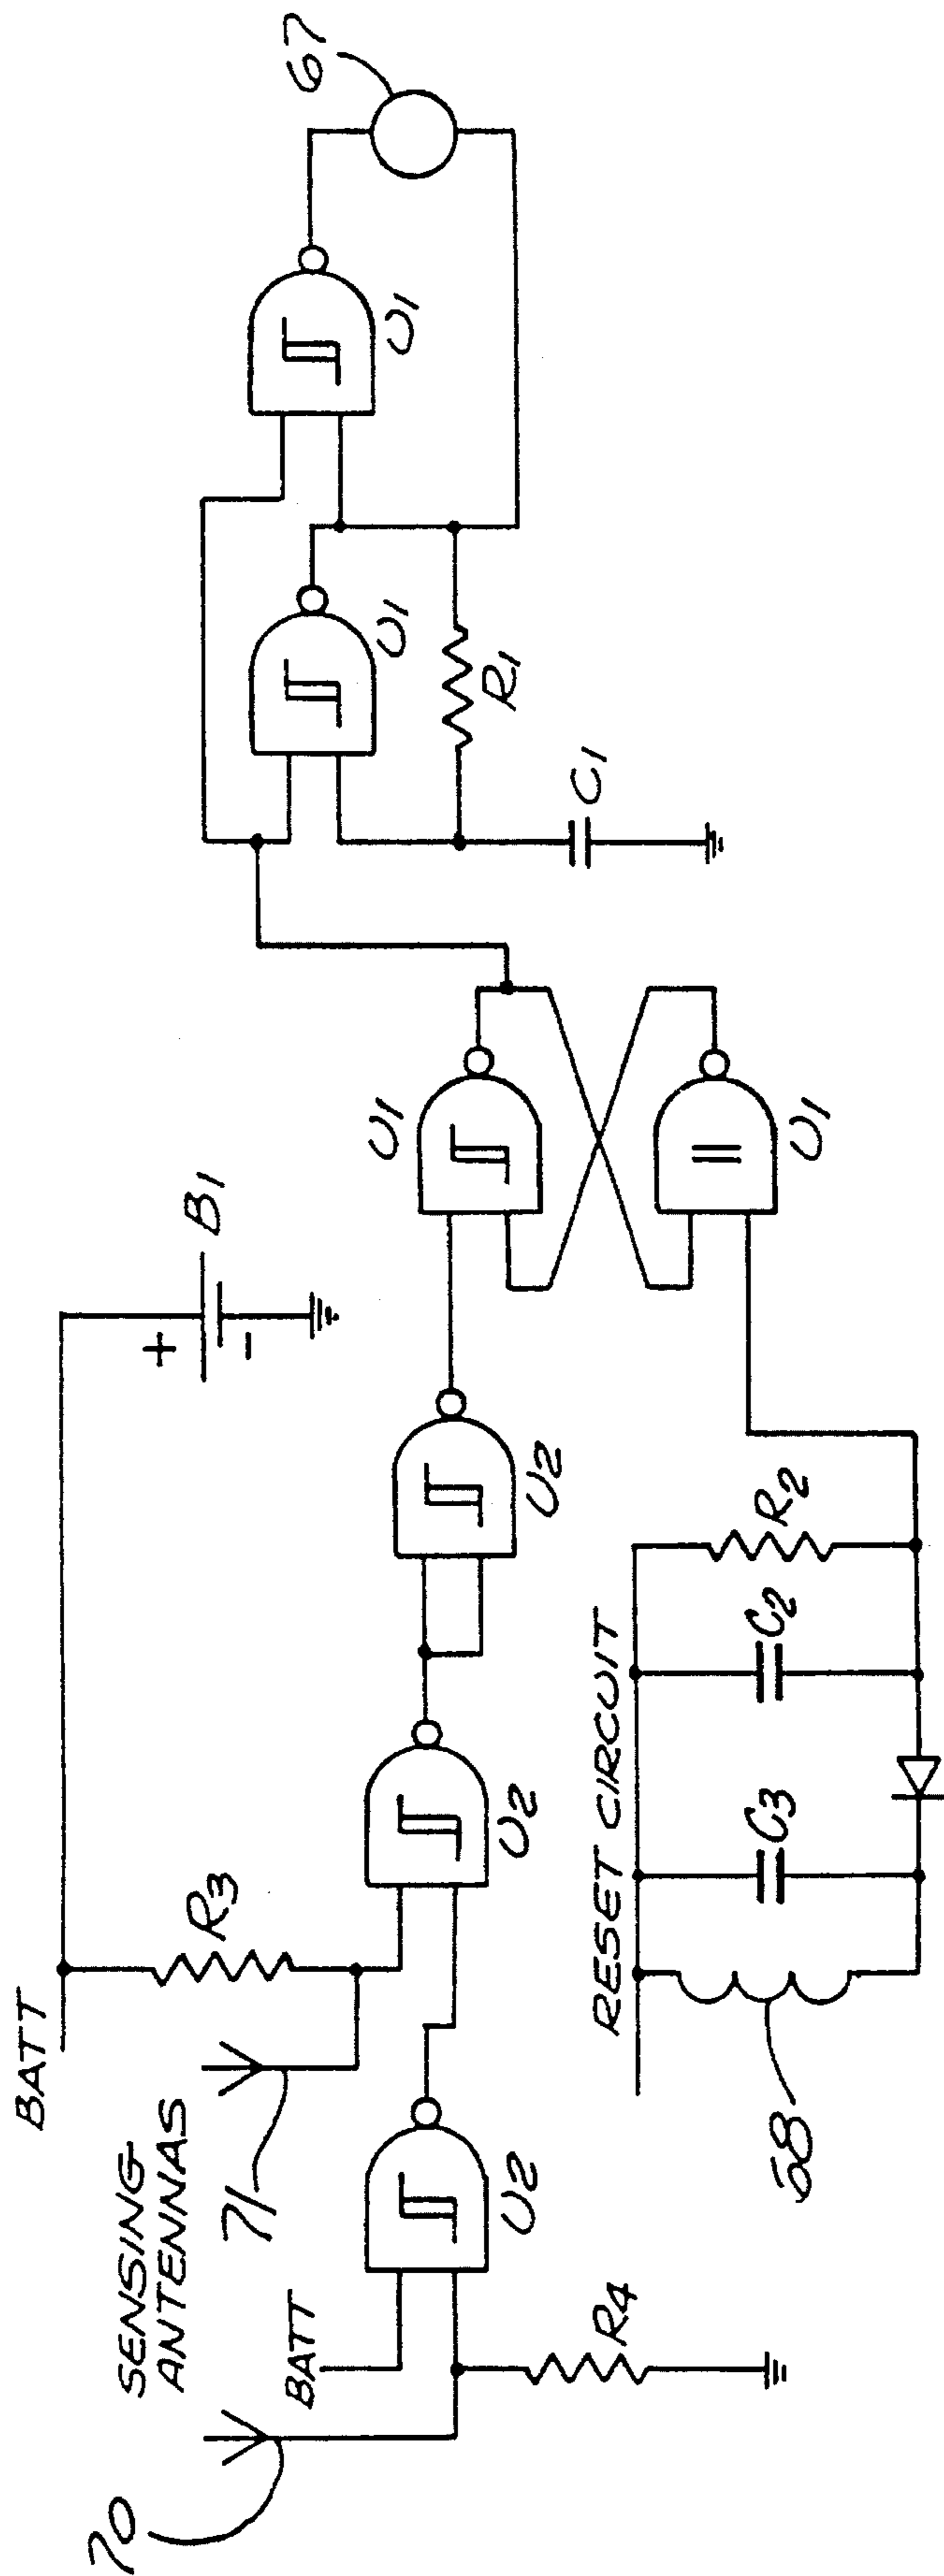 BATT
70
SENSING
ANTENNAS
71
R3
+
B1
-
67
BATT
U2
R4
U2
U2
U1
U1
U1
U1
R1
C1
RESET CIRCUIT
68
C3
C2
R2